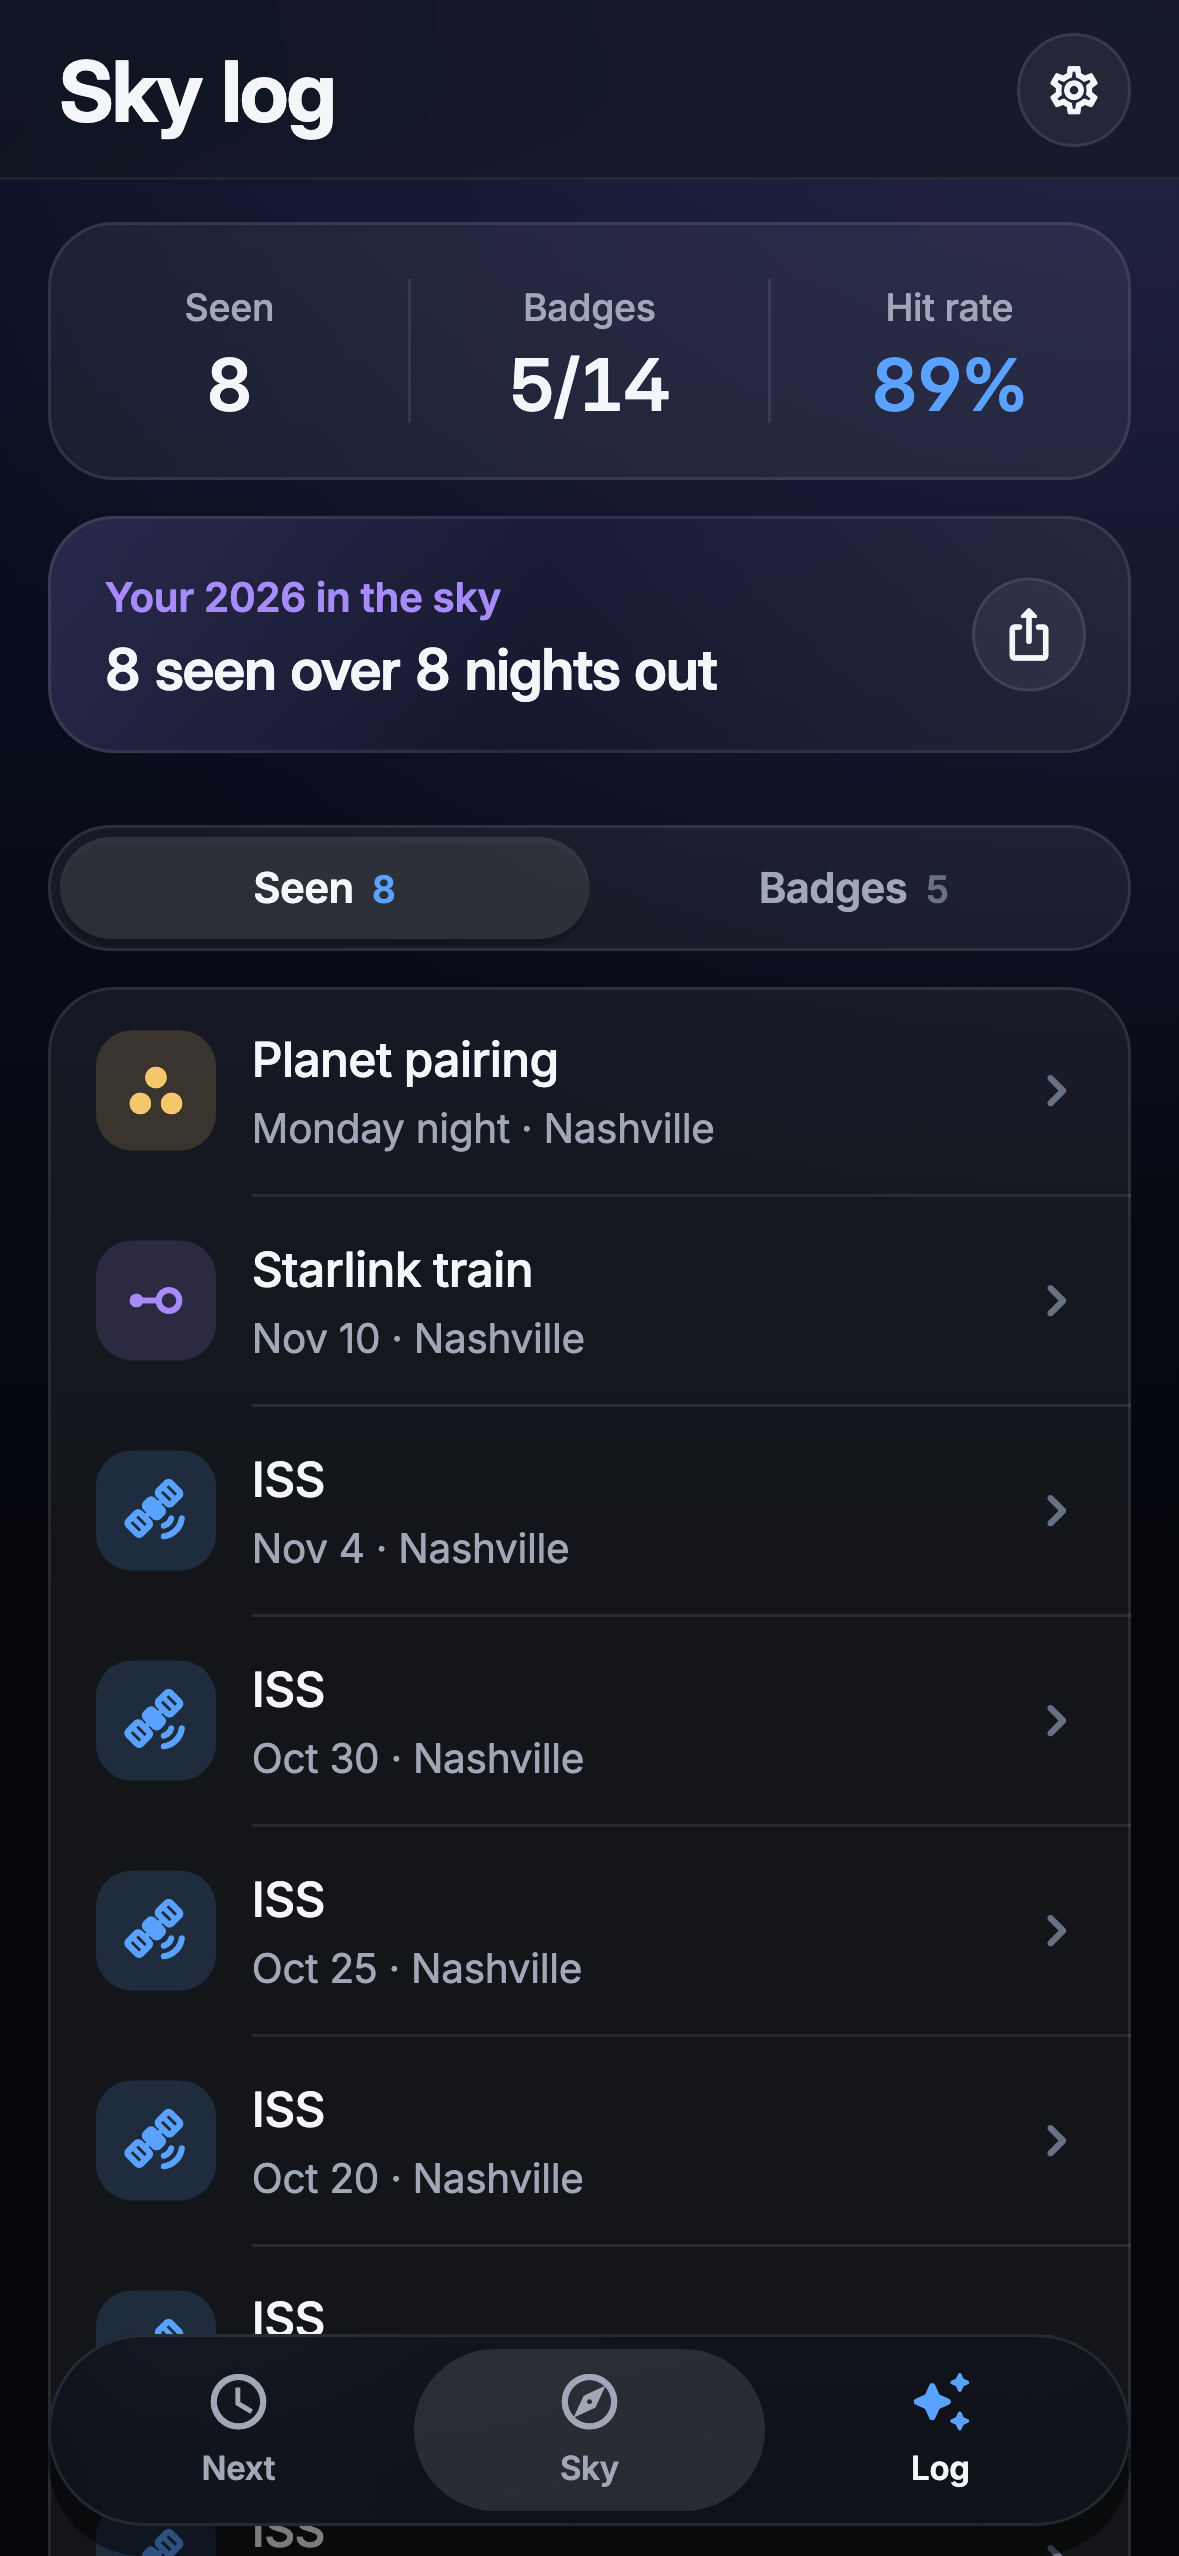 Sky log
Seen
8
Badges
5/14
Hit rate
89%
Your 2026 in the sky
8 seen over 8 nights out
Seen 8
Badges 5
Planet pairing
Monday night · Nashville
Starlink train
Nov 10 · Nashville
ISS
Nov 4 · Nashville
ISS
Oct 30 · Nashville
ISS
Oct 25 · Nashville
ISS
Oct 20 · Nashville
ISS
Next
Sky
Log
ISS